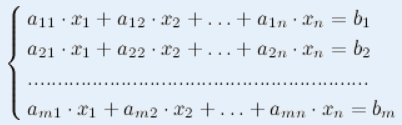 a₁₁ · x₁ + a₁₂ · x₂ + ... + a₁ₙ · xₙ = b₁
a₂₁ · x₁ + a₂₂ · x₂ + ... + a₂ₙ · xₙ = b₂
.........................................................
aₘ₁ · x₁ + aₘ₂ · x₂ + ... + aₘₙ · xₙ = bₘ